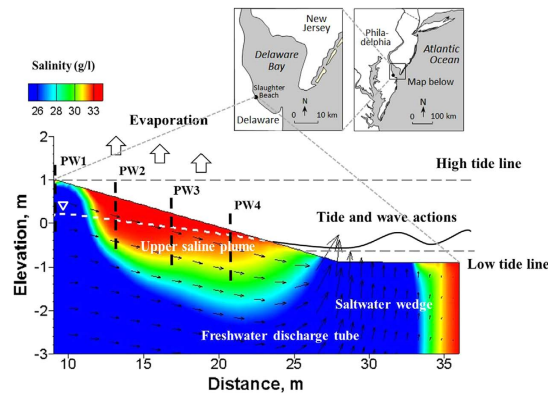 New
Jersey
Phila-
delphia
Atlantic
Ocean
Delaware
Bay
Slaughter
Beach
Map below
Delaware
N
0 10 km
N
0 100 km
Salinity (g/l)
26 28 30 33
Evaporation
PW1
PW2
PW3
PW4
High tide line
Tide and wave actions
Low tide line
Upper saline plume
Saltwater wedge
Freshwater discharge tube
Elevation, m
2
1
0
-1
-2
-3
10 15 20 25 30 35
Distance, m